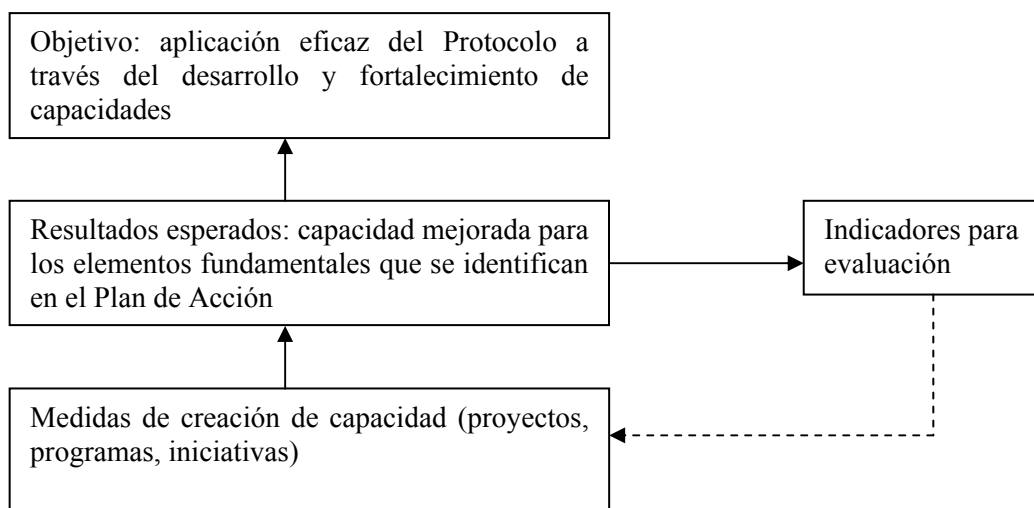 Objetivo: aplicación eficaz del Protocolo a
través del desarrollo y fortalecimiento de
capacidades
Resultados esperados: capacidad mejorada para
los elementos fundamentales que se identifican
en el Plan de Acción
Indicadores para
evaluación
Medidas de creación de capacidad (proyectos,
programas, iniciativas)